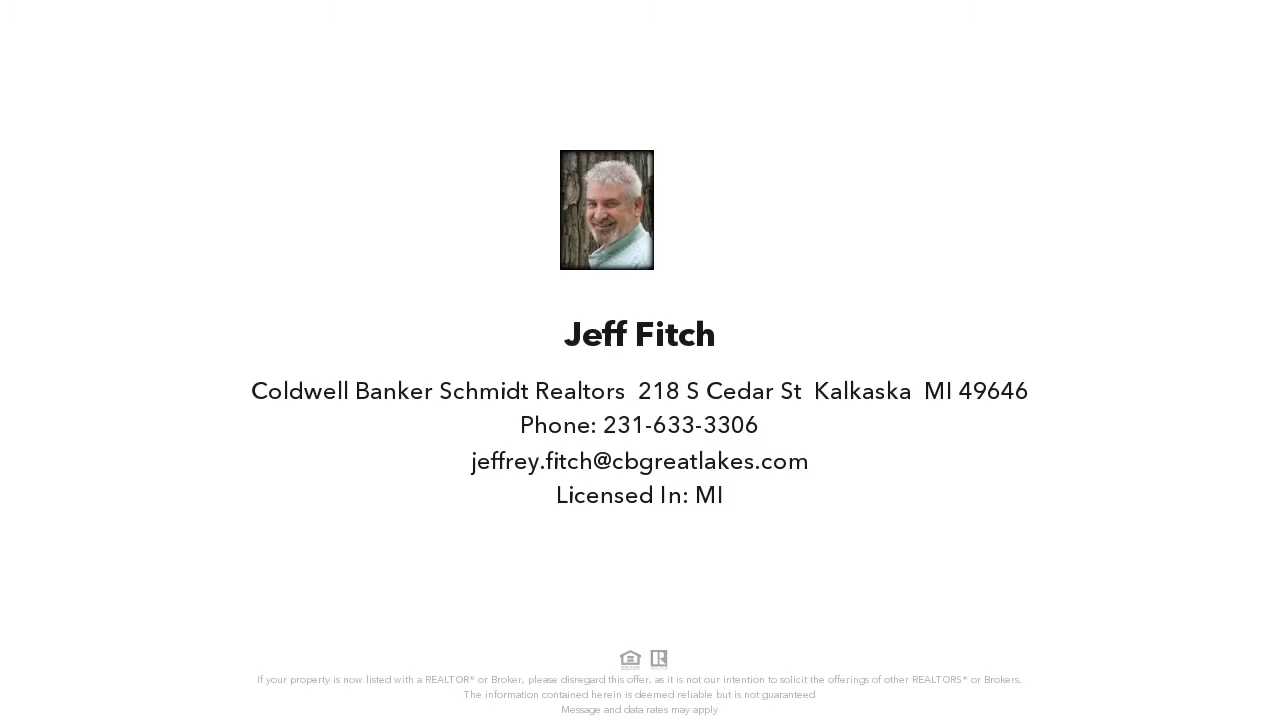 Jeff Fitch
Coldwell Banker Schmidt Realtors 218 S Cedar St Kalkaska MI 49646
Phone: 231-633-3306
jeffrey.fitch@cbgreatlakes.com
Licensed In: MI
If your property is now listed with a REALTOR® or Broker, please disregard this offer, as it is not our intention to solicit the offerings of other REALTORS® or Brokers.
The information contained herein is deemed reliable but is not guaranteed
Message and data rates may apply